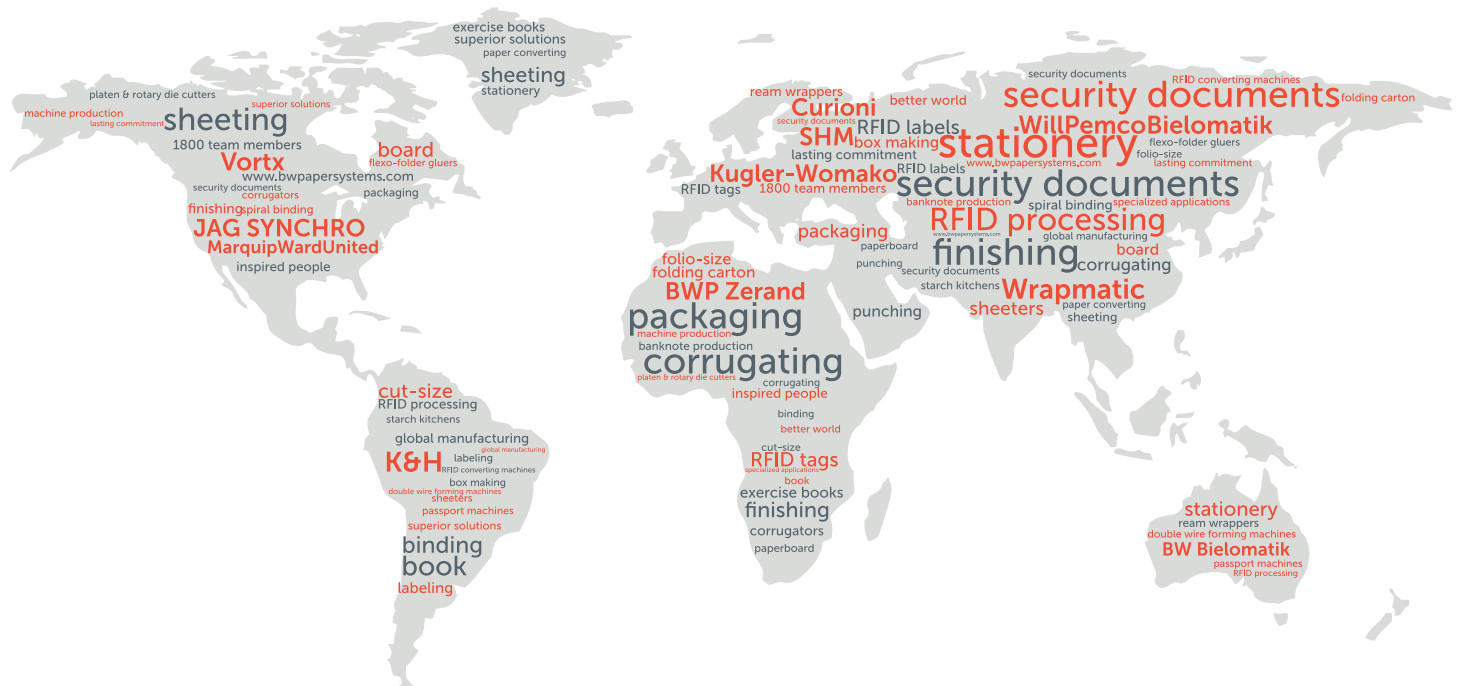 exercise books
superior solutions
paper converting
sheeting
stationery
platen & rotary die cutters
superior solutions
machine production
lasting commitment
sheeting
1800 team members
Vortx
board
flexo-folder gluers
www.bwpapersystems.com
security documents
corrugators
packaging
finishing
spiral binding
JAG SYNCHRO
MarquipWardUnited
inspired people
cut-size
RFID processing
starch kitchens
global manufacturing
global manufacturing
K&H
labeling
RFID converting machines
box making
double wire forming machines
sheeters
passport machines
superior solutions
binding
book
labeling
ream wrappers
Curioni
security documents
SHM
RFID labels
box making
lasting commitment
better world
Kugler-Womako
RFID labels
RFID tags
1800 team members
packaging
paperboard
punching
punching
folio-size
folding carton
BWP Zerand
packaging
machine production
banknote production
corrugating
platen & rotary die cutters
corrugating
inspired people
binding
better world
cut-size
RFID tags
specialized applications
book
exercise books
finishing
corrugators
paperboard
security documents
RFID converting machines
security documents
folding carton
WillPemcoBielomatik
stationery
flexo-folder gluers
folio-size
www.bwpapersystems.com
lasting commitment
security documents
banknote production
spiral binding
specialized applications
RFID processing
www.bwpapersystems.com
global manufacturing
finishing
board
corrugating
security documents
starch kitchens
Wrapmatic
sheeters
paper converting
sheeting
stationery
ream wrappers
double wire forming machines
BW Bielomatik
passport machines
RFID processing